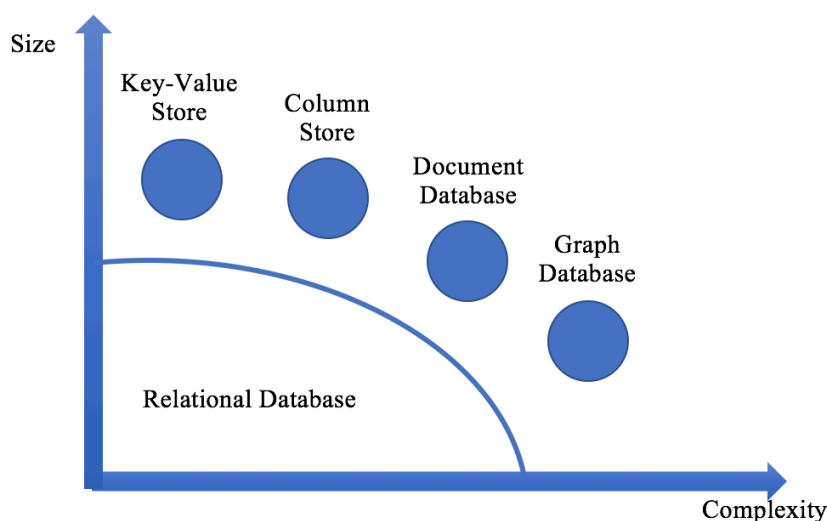 Size
Key-Value
Store
Column
Store
Document
Database
Graph
Database
Relational Database
Complexity